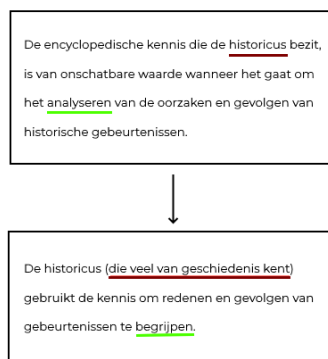 De encyclopedische kennis die de historicus bezit,
is van onschatbare waarde wanneer het gaat om
het analyseren van de oorzaken en gevolgen van
historische gebeurtenissen.
De historicus (die veel van geschiedenis kent)
gebruikt de kennis om redenen en gevolgen van
gebeurtenissen te begrijpen.